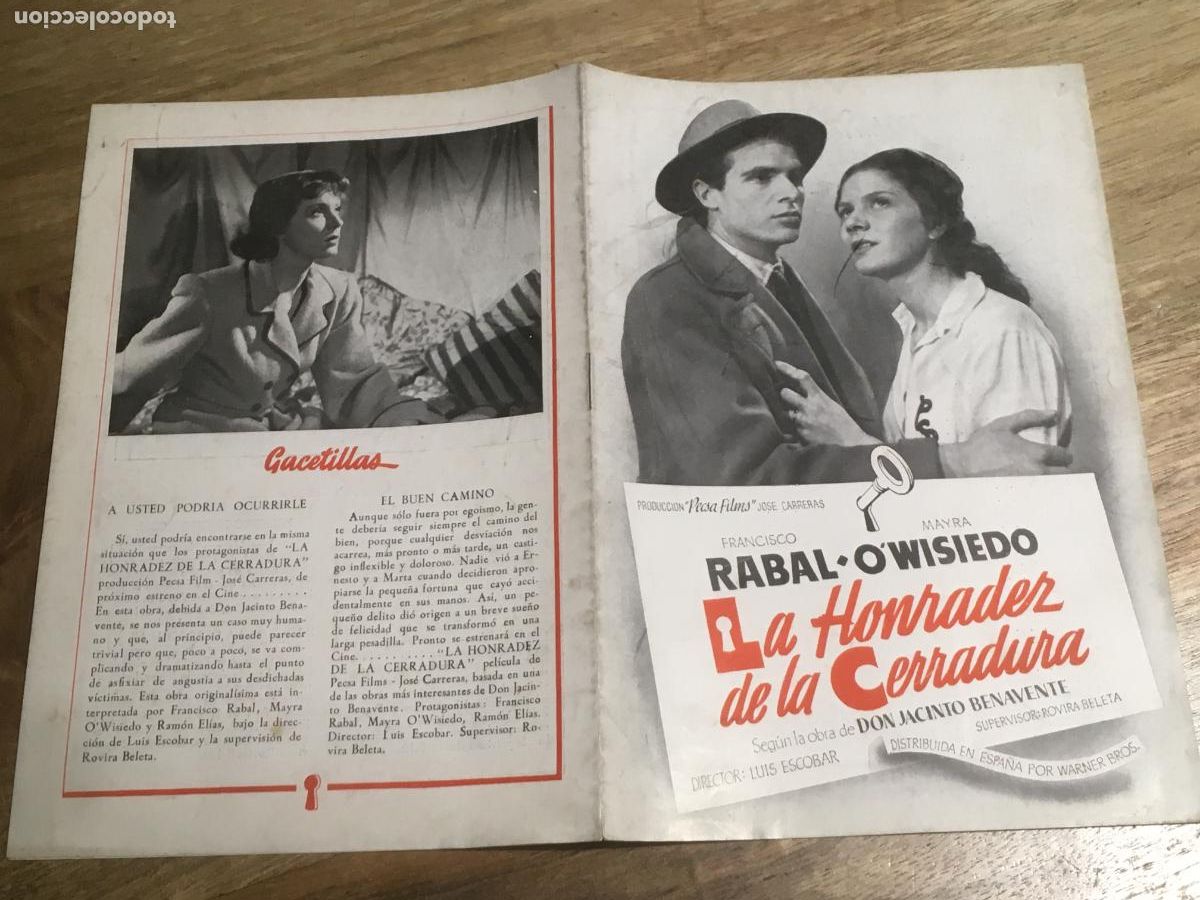 todocoleccion
Gacetillas
A USTED PODRIA OCURRIRLE
Sí, usted podría encontrarse en la misma
situación que los protagonistas de "LA
HONRADEZ DE LA CERRADURA"
producción Pecsa Film - José Carreras, de
próximo estreno en el Cine . . . . . . . . .
En esta obra, debida a Don Jacinto Bena-
vente, se nos presenta un caso muy huma-
no y que, al principio, puede parecer
trivial pero que, poco a poco, se va com-
plicando y dramatizando hasta el punto
de asfixiar de angustia a sus desdichadas
víctimas. Esta obra originalísima está in-
terpretada por Francisco Rabal, Mayra
O'Wisiedo y Ramón Elías, bajo la direc-
ción de Luis Escobar y la supervisión de
Rovira Beleta.
EL BUEN CAMINO
Aunque sólo fuera por egoismo, la gen-
te debería seguir siempre el camino del
bien, porque cualquier desviación nos
acarrea, más pronto o más tarde, un casti-
go inflexible y doloroso. Nadie vió a Er-
nesto y a Marta cuando decidieron apro-
piarse la pequeña fortuna que cayó acci-
dentalmente en sus manos. Así, un pe-
queño delito dió origen a un breve sueño
de felicidad que se transformó en una
larga pesadilla. Pronto se estrenará en el
Cine. . . . . . . . . . . "LA HONRADEZ
DE LA CERRADURA" película de
Pecsa Films - José Carreras, basada en una
de las obras más interesantes de Don Jacin-
to Benavente. Protagonistas: Francisco
Rabal, Mayra O'Wisiedo, Ramón Elías.
Director: Luis Escobar. Supervisor: Ro-
vira Beleta.
PRODUCCION "Pecsa Films" JOSE CARRERAS
FRANCISCO MAYRA
RABAL · O'WISIEDO
La Honradez
de la Cerradura
Según la obra de DON JACINTO BENAVENTE
DIRECTOR: LUIS ESCOBAR SUPERVISOR: ROVIRA BELETA
DISTRIBUIDA EN ESPAÑA POR WARNER BROS.